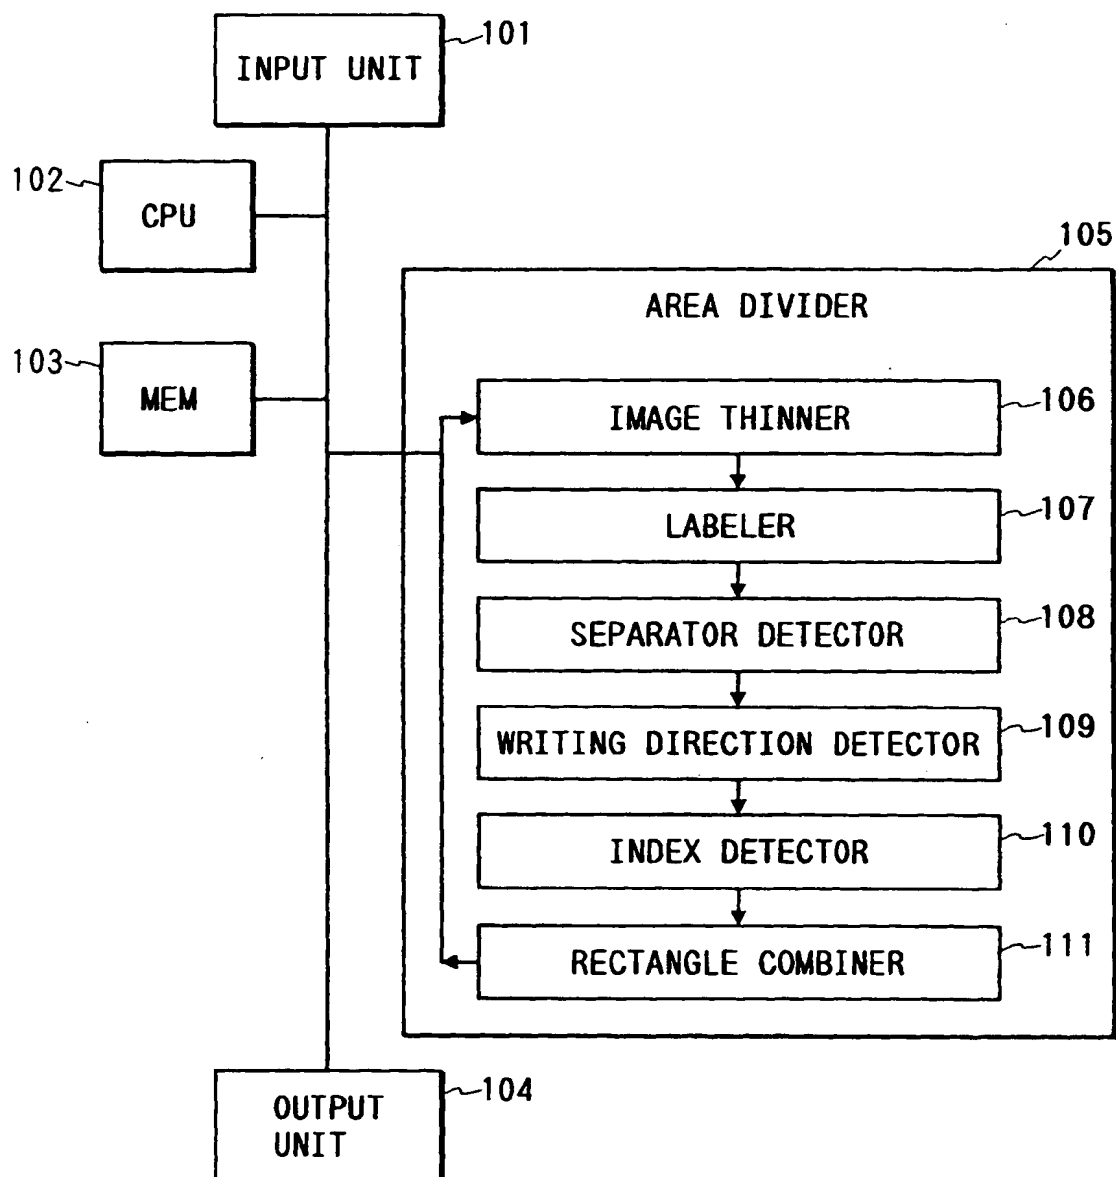 101
INPUT UNIT
102
CPU
105
AREA DIVIDER
103
MEM
106
IMAGE THINNER
107
LABELER
108
SEPARATOR DETECTOR
109
WRITING DIRECTION DETECTOR
110
INDEX DETECTOR
111
RECTANGLE COMBINER
104
OUTPUT
UNIT